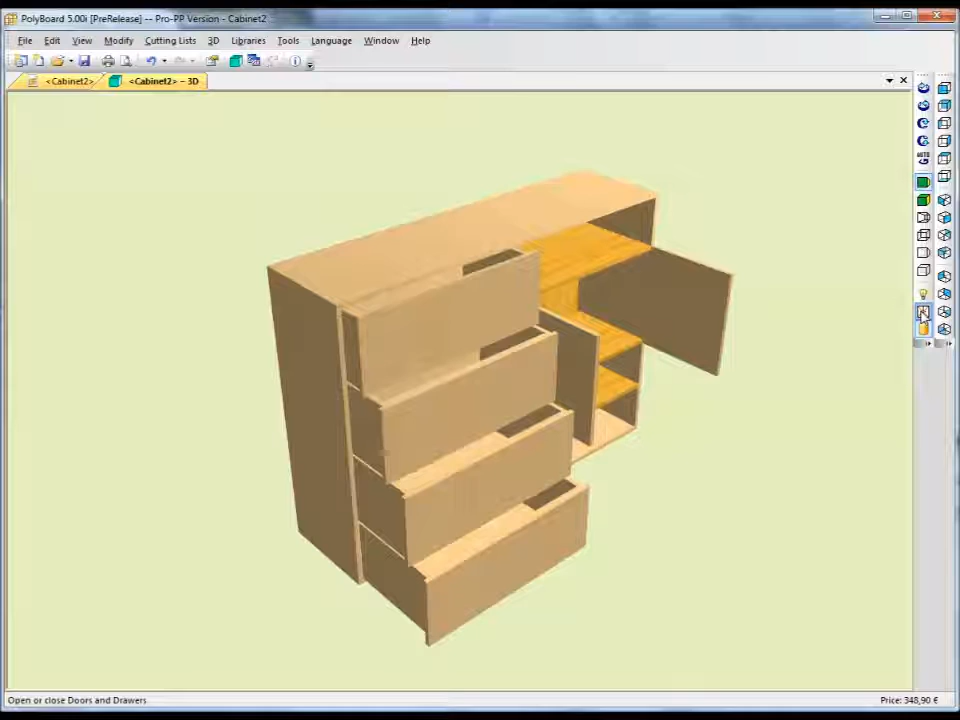 PolyBoard 5.00i [PreRelease] -- Pro-PP Version - Cabinet2
File Edit View Modify Cutting Lists 3D Libraries Tools Language Window Help
<Cabinet2> <Cabinet2> -- 3D
AUTO
Open or close Doors and Drawers Price: 348,90 €